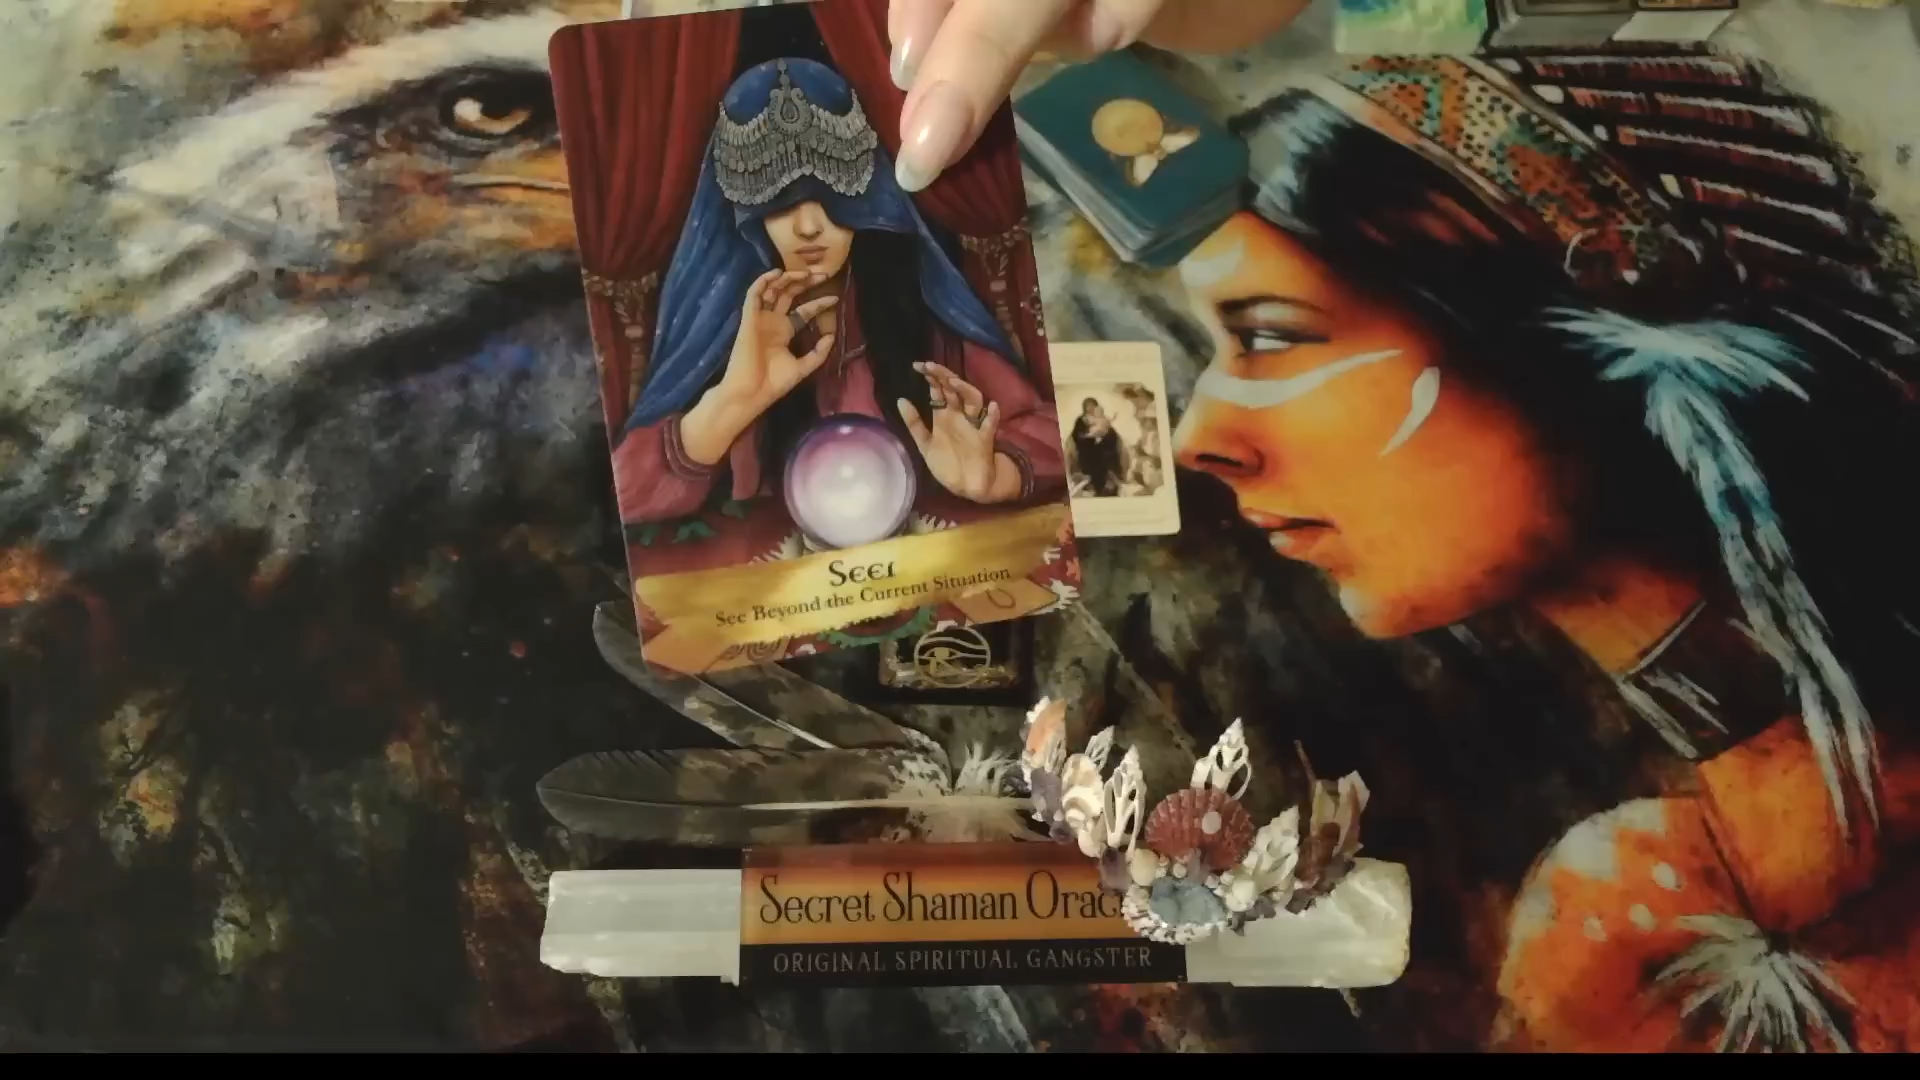 Seer
See Beyond the Current Situation
Secret Shaman Orac
ORIGINAL SPIRITUAL GANGSTER